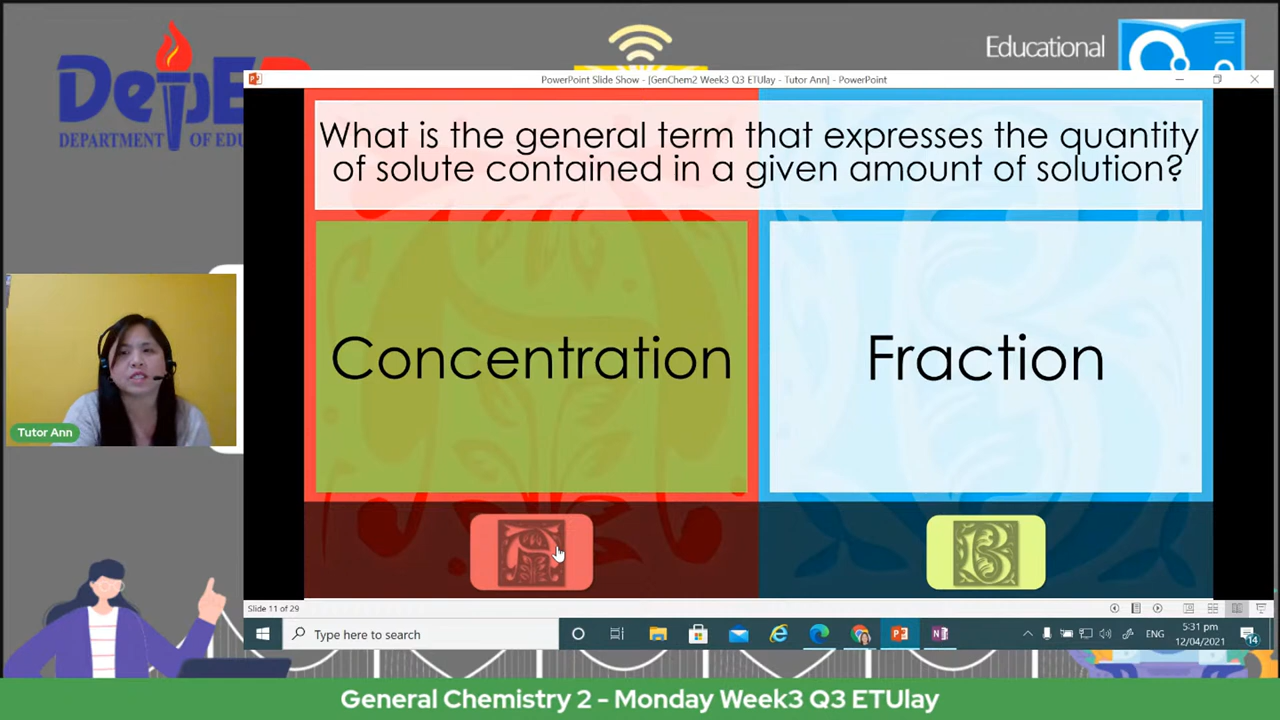 DepED
DEPARTMENT OF EDU
Educational
PowerPoint Slide Show - [GenChem2 Week3 Q3 ETUlay - Tutor Ann] - PowerPoint
What is the general term that expresses the quantity
of solute contained in a given amount of solution?
Concentration
Fraction
A
B
Tutor Ann
Slide 11 of 29
Type here to search
ENG
5:31 pm
12/04/2021
14
General Chemistry 2 - Monday Week3 Q3 ETUlay